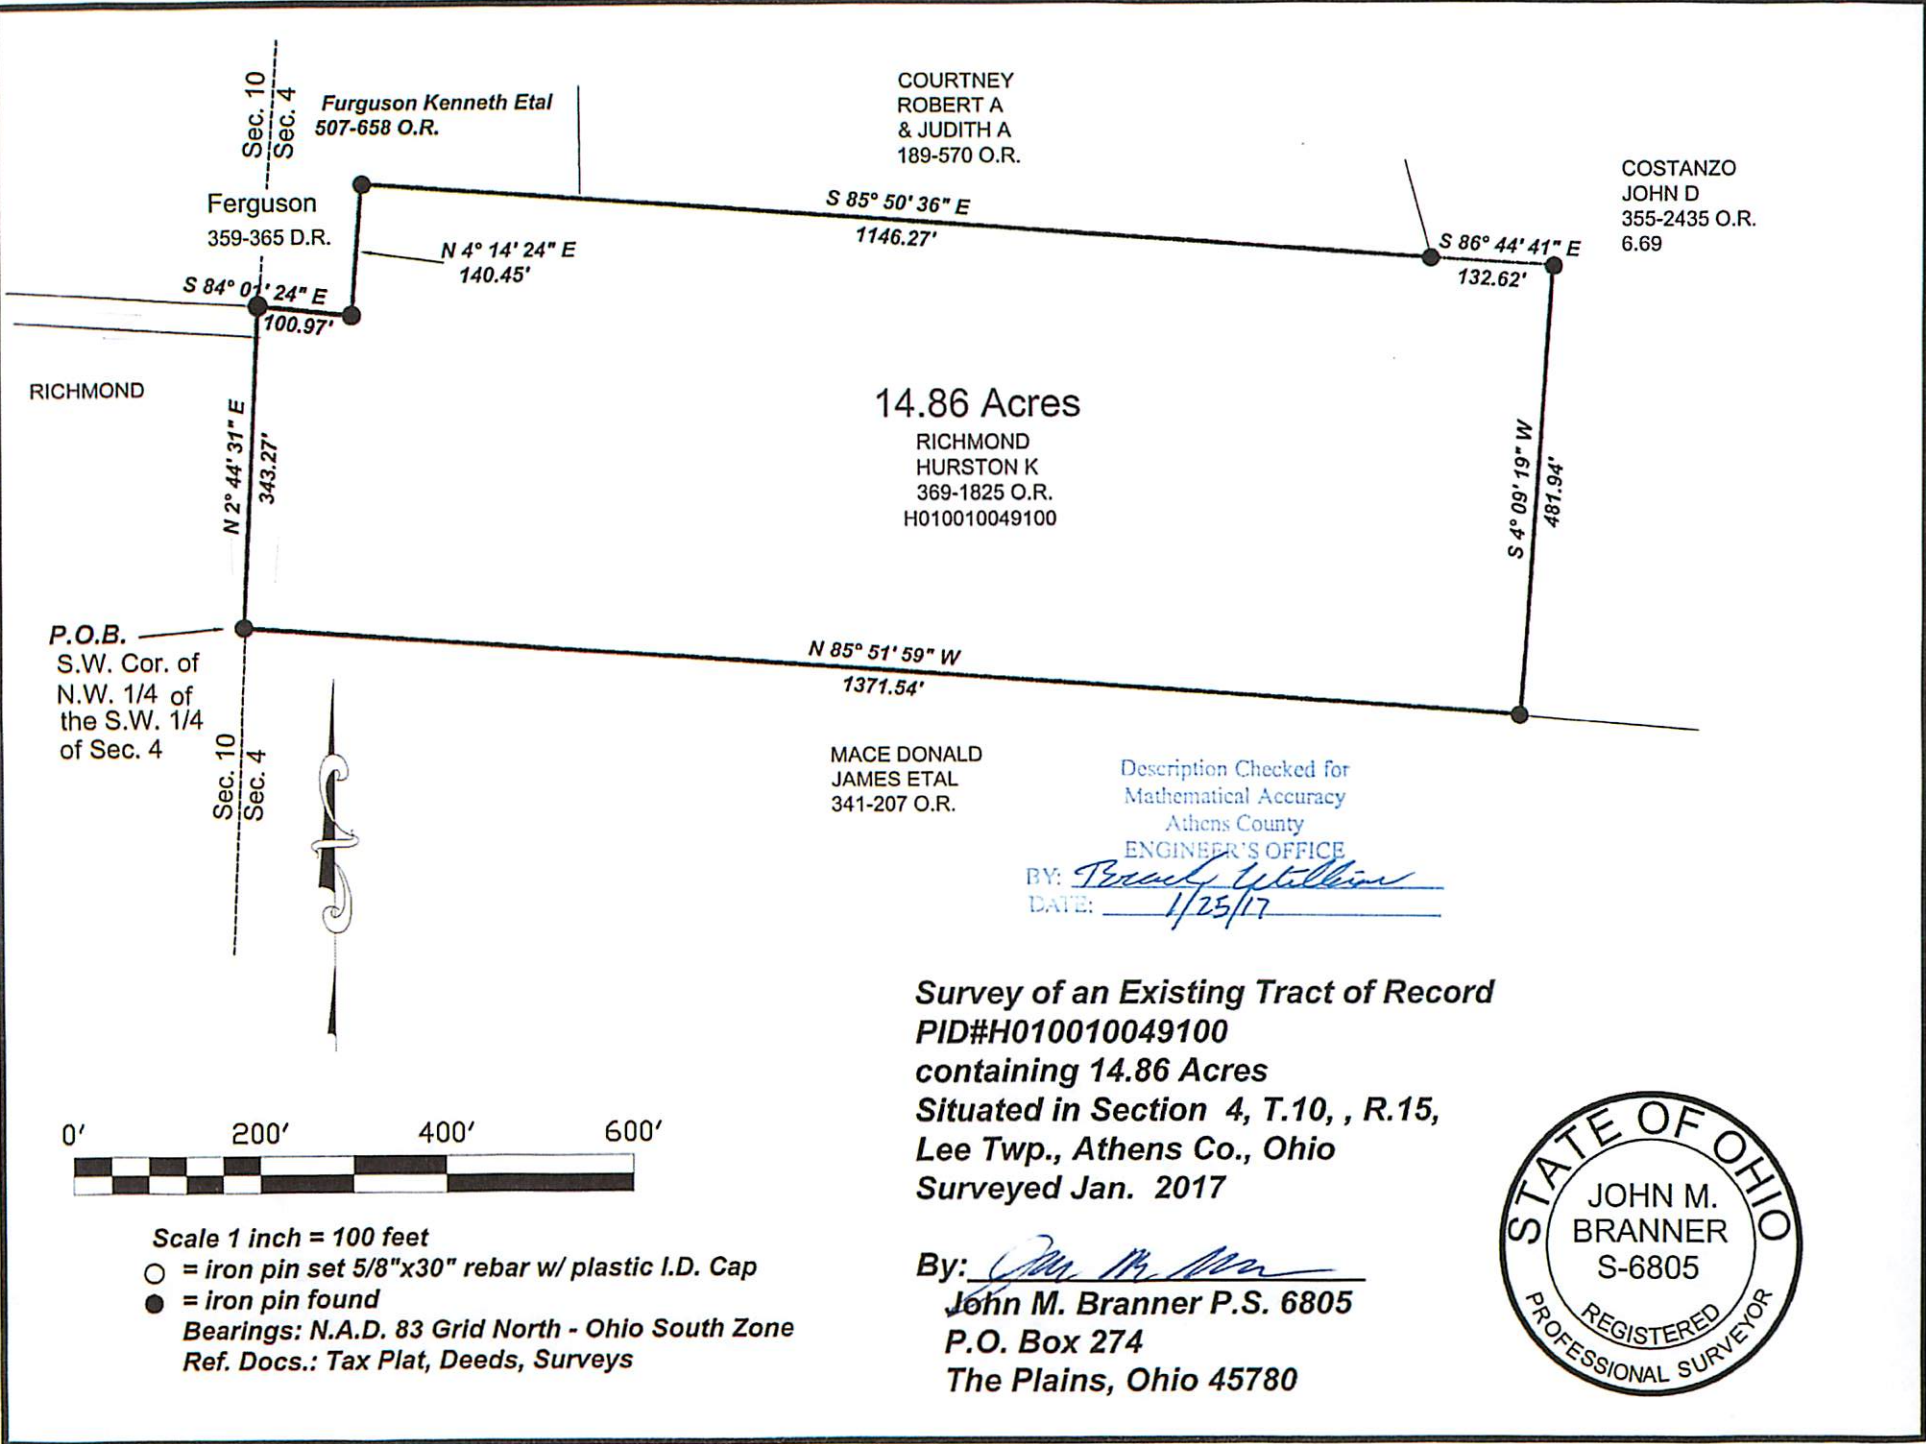 Sec. 10
Sec. 4
Furguson Kenneth Etal
507-658 O.R.
COURTNEY
ROBERT A
& JUDITH A
189-570 O.R.
COSTANZO
JOHN D
355-2435 O.R.
6.69
Ferguson
359-365 D.R.
S 85° 50' 36" E
1146.27'
S 86° 44' 41" E
132.62'
N 4° 14' 24" E
140.45'
S 84° 01' 24" E
100.97'
RICHMOND
N 2° 44' 31" E
343.27'
14.86 Acres
RICHMOND
HURSTON K
369-1825 O.R.
H010010049100
S 4° 09' 19" W
481.94'
P.O.B.
S.W. Cor. of
N.W. 1/4 of
the S.W. 1/4
of Sec. 4
N 85° 51' 59" W
1371.54'
Sec. 10
Sec. 4
MACE DONALD
JAMES ETAL
341-207 O.R.
Description Checked for
Mathematical Accuracy
Athens County
ENGINEER'S OFFICE
BY:
DATE: 1/25/17
Survey of an Existing Tract of Record
PID#H010010049100
containing 14.86 Acres
Situated in Section 4, T.10, , R.15,
Lee Twp., Athens Co., Ohio
Surveyed Jan. 2017
By:
John M. Branner P.S. 6805
P.O. Box 274
The Plains, Ohio 45780
0' 200' 400' 600'
Scale 1 inch = 100 feet
= iron pin set 5/8"x30" rebar w/ plastic I.D. Cap
= iron pin found
Bearings: N.A.D. 83 Grid North - Ohio South Zone
Ref. Docs.: Tax Plat, Deeds, Surveys
STATE OF OHIO
JOHN M.
BRANNER
S-6805
REGISTERED
PROFESSIONAL SURVEYOR